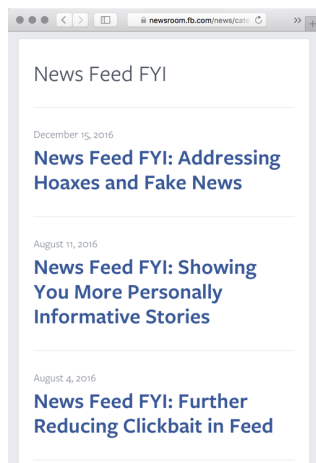 newsroom.fb.com/news/cate
News Feed FYI
December 15, 2016
News Feed FYI: Addressing
Hoaxes and Fake News
August 11, 2016
News Feed FYI: Showing
You More Personally
Informative Stories
August 4, 2016
News Feed FYI: Further
Reducing Clickbait in Feed